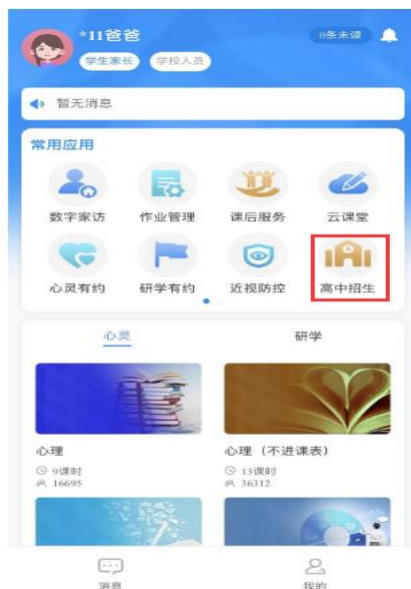 *11爸爸
0条未读
学生家长 学校人员
暂无消息
常用应用
数字家访 作业管理 课后服务 云课堂
心灵有约 研学有约 近视防控 高中招生
心灵 研学
心理 心理（不进课表）
9课时 13课时
16695 36312
消息 我的